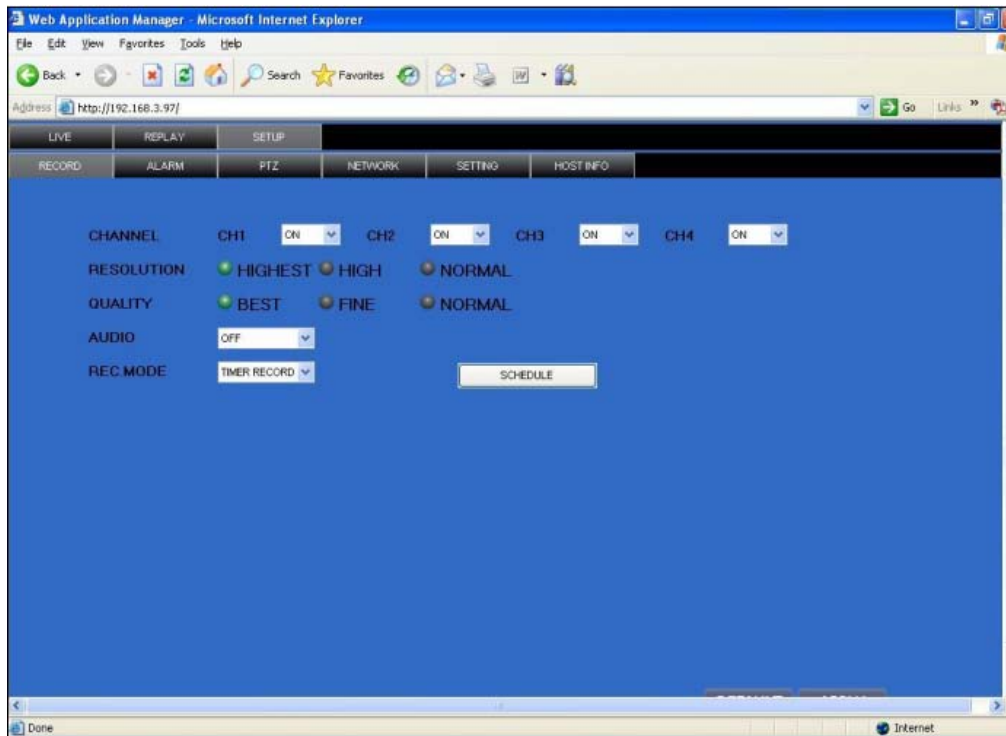 Web Application Manager - Microsoft Internet Explorer
File Edit View Favorites Tools Help
Back Search Favorites
Address http://192.168.3.97/ Go Links »
LIVE REPLAY SETUP
RECORD ALARM PTZ NETWORK SETTING HOST INFO
CHANNEL CH1 ON CH2 ON CH3 ON CH4 ON
RESOLUTION HIGHEST HIGH NORMAL
QUALITY BEST FINE NORMAL
AUDIO OFF
REC MODE TIMER RECORD SCHEDULE
Done Internet